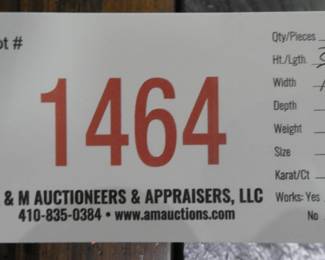 ot #
1464
& M AUCTIONEERS & APPRAISERS, LLC
410-835-0384 • www.amauctions.com
Qty/Pieces
Ht./Lgth.
Width
Depth
Weight
Size
Karat/Ct
Works: Yes
No